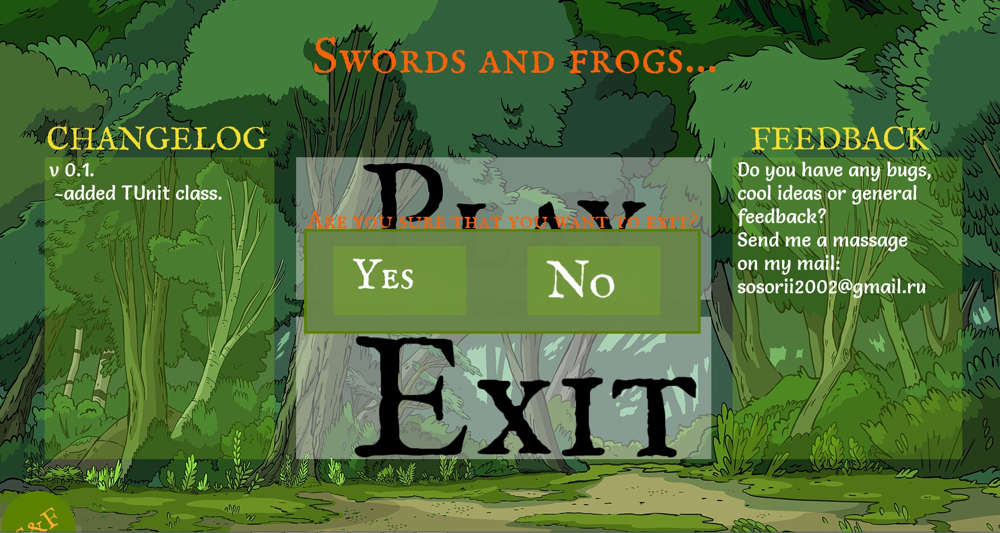 Swords and frogs...
CHANGELOG
v 0.1.
~added TUnit class.
Play
Are you sure that you want to exit?
Yes
No
Exit
FEEDBACK
Do you have any bugs,
cool ideas or general
feedback?
Send me a massage
on my mail:
sosorii2002@gmail.ru
S&F